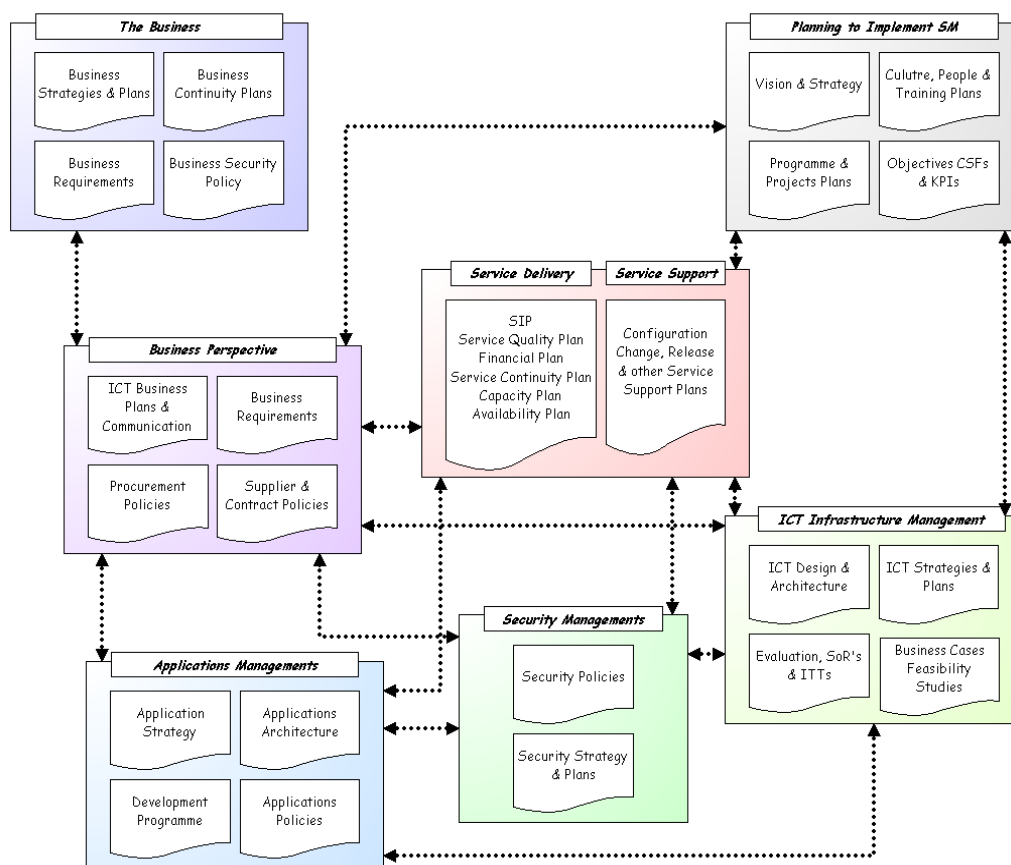 The Business
Business
Strategies & Plans
Business
Continuity Plans
Business
Requirements
Business Security
Policy
Planning to Implement SM
Vision & Strategy
Culutre, People &
Training Plans
Programme &
Projects Plans
Objectives CSFs
& KPIs
Service Delivery
SIP
Service Quality Plan
Financial Plan
Service Continuity Plan
Capacity Plan
Availability Plan
Service Support
Configuration
Change, Release
& other Service
Support Plans
Business Perspective
ICT Business
Plans &
Communication
Business
Requirements
Procurement
Policies
Supplier &
Contract Policies
ICT Infrastructure Management
ICT Design &
Architecture
ICT Strategies &
Plans
Evaluation, SoR's
& ITTs
Business Cases
Feasibility
Studies
Security Managements
Security Policies
Security Strategy
& Plans
Applications Managements
Application
Strategy
Applications
Architecture
Development
Programme
Applications
Policies